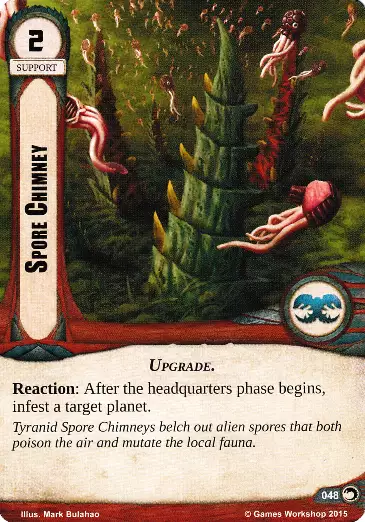 2
SUPPORT
SPORE CHIMNEY
UPGRADE.
Reaction: After the headquarters phase begins,
infest a target planet.
Tyranid Spore Chimneys belch out alien spores that both
poison the air and mutate the local fauna.
048
Illus. Mark Bulahao
© Games Workshop 2015